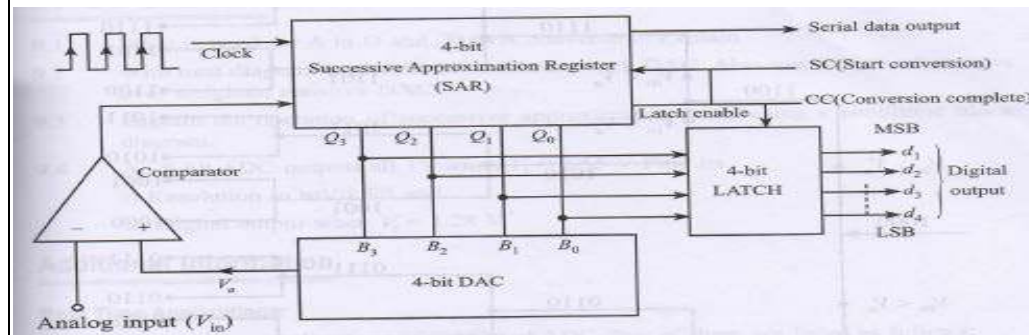 Clock
4-bit
Successive Approximation Register
(SAR)
Serial data output
SC(Start conversion)
CC(Conversion complete)
Latch enable
Q3 Q2 Q1 Q0
MSB
Comparator
4-bit
LATCH
d1
d2
d3
d4
Digital
output
LSB
- +
B3 B2 B1 B0
4-bit DAC
Va
Analog input (Vin)